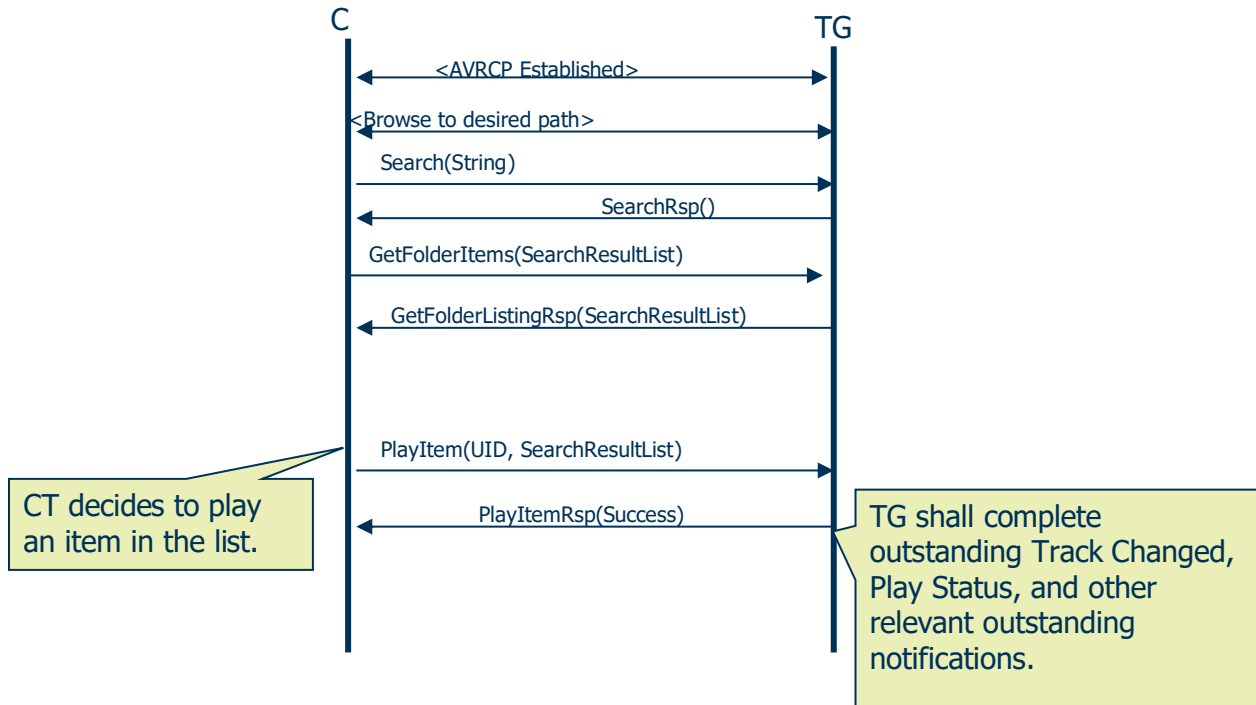 C
TG
<AVRCP Established>
<Browse to desired path>
Search(String)
SearchRsp()
GetFolderItems(SearchResultList)
GetFolderListingRsp(SearchResultList)
PlayItem(UID, SearchResultList)
CT decides to play
an item in the list.
PlayItemRsp(Success)
TG shall complete
outstanding Track Changed,
Play Status, and other
relevant outstanding
notifications.